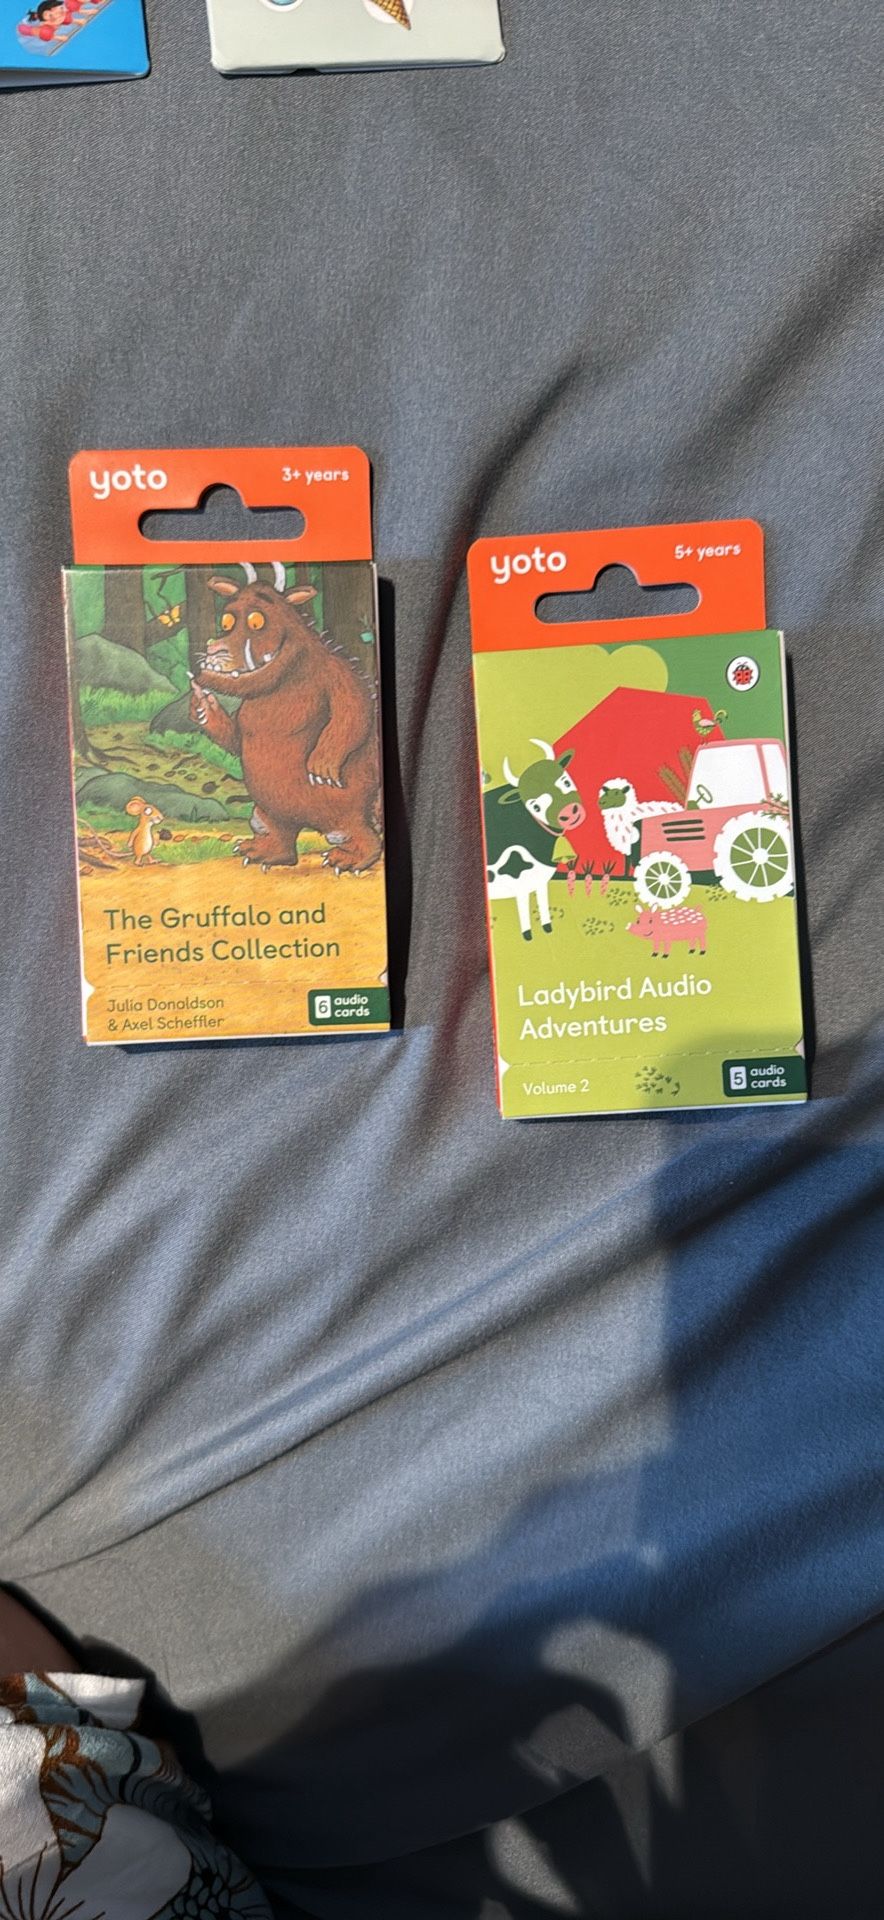 yoto
3+ years
The Gruffalo and
Friends Collection
Julia Donaldson
& Axel Scheffler
6 audio
cards
yoto
5+ years
Ladybird Audio
Adventures
Volume 2
5 audio
cards